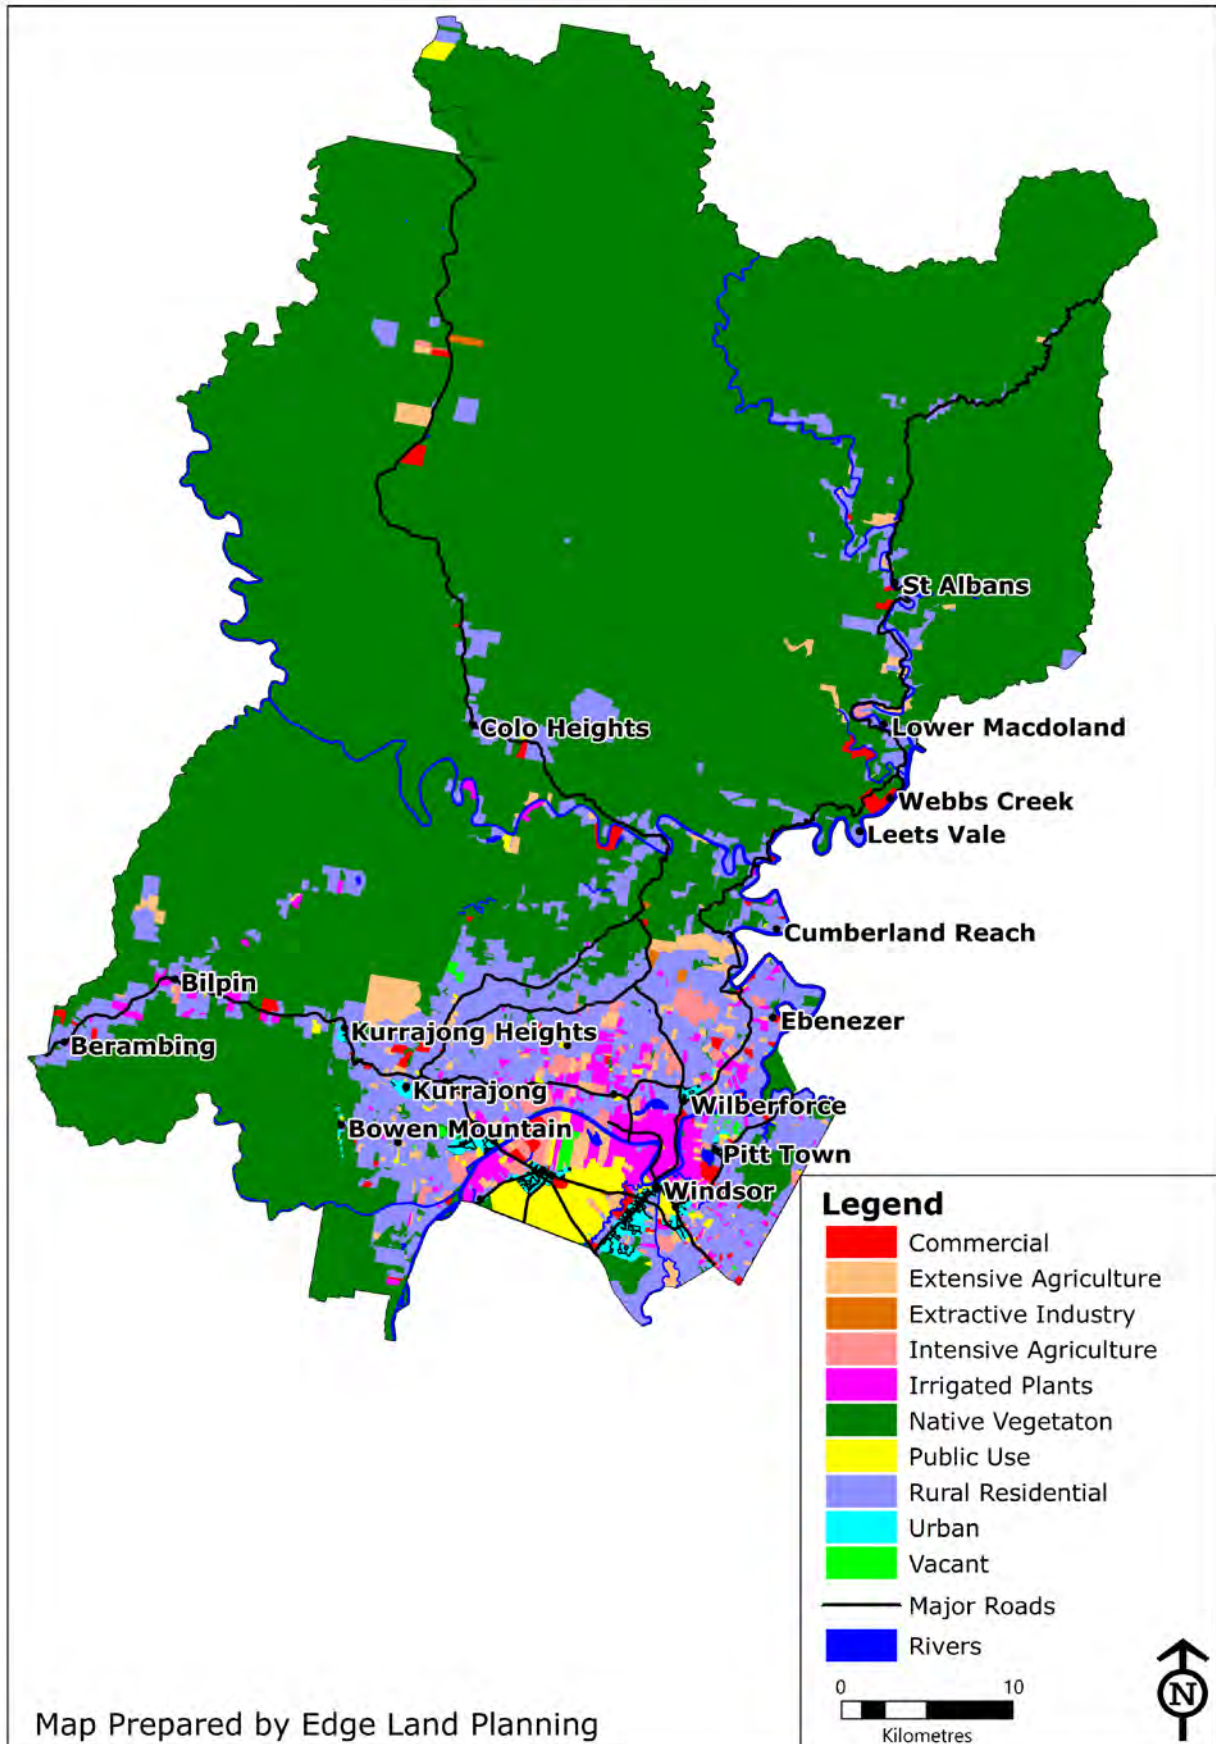 St Albans
Colo Heights
Lower Macdoland
Webbs Creek
Leets Vale
Cumberland Reach
Bilpin
Ebenezer
Kurrajong Heights
Berambing
Kurrajong
Wilberforce
Bowen Mountain
Pitt Town
Windsor
Legend
Commercial
Extensive Agriculture
Extractive Industry
Intensive Agriculture
Irrigated Plants
Native Vegetaton
Public Use
Rural Residential
Urban
Vacant
Major Roads
Rivers
0 10
Kilometres
N
Map Prepared by Edge Land Planning